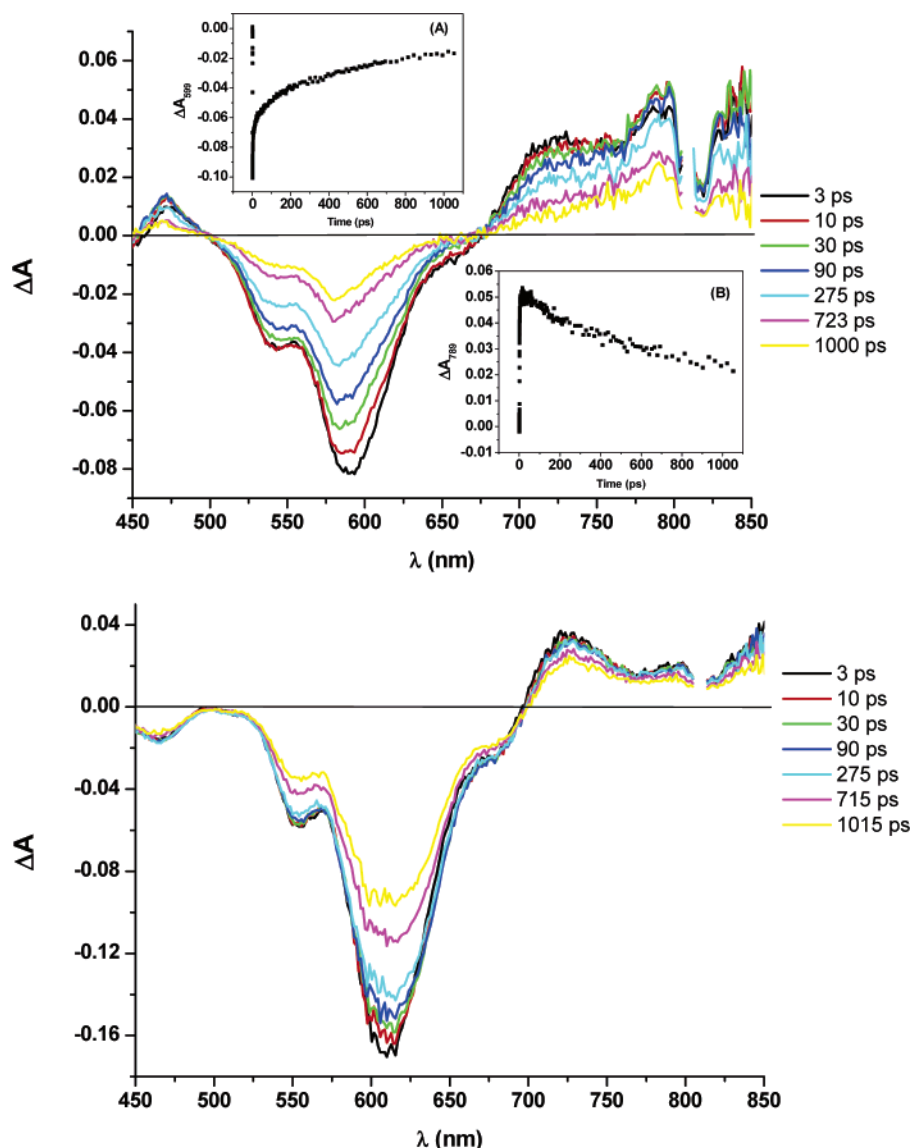 (A)
0.00
-0.02
-0.04
-0.06
-0.08
-0.10
ΔA599
0 200 400 600 800 1000
Time (ps)
0.06
0.04
0.02
0.00
-0.02
-0.04
-0.06
-0.08
ΔA
3 ps
10 ps
30 ps
90 ps
275 ps
723 ps
1000 ps
(B)
0.06
0.05
0.04
0.03
0.02
0.01
0.00
-0.01
ΔA789
0 200 400 600 800 1000
Time (ps)
450 500 550 600 650 700 750 800 850
λ (nm)
0.04
0.00
-0.04
-0.08
-0.12
-0.16
ΔA
3 ps
10 ps
30 ps
90 ps
275 ps
715 ps
1015 ps
450 500 550 600 650 700 750 800 850
λ (nm)